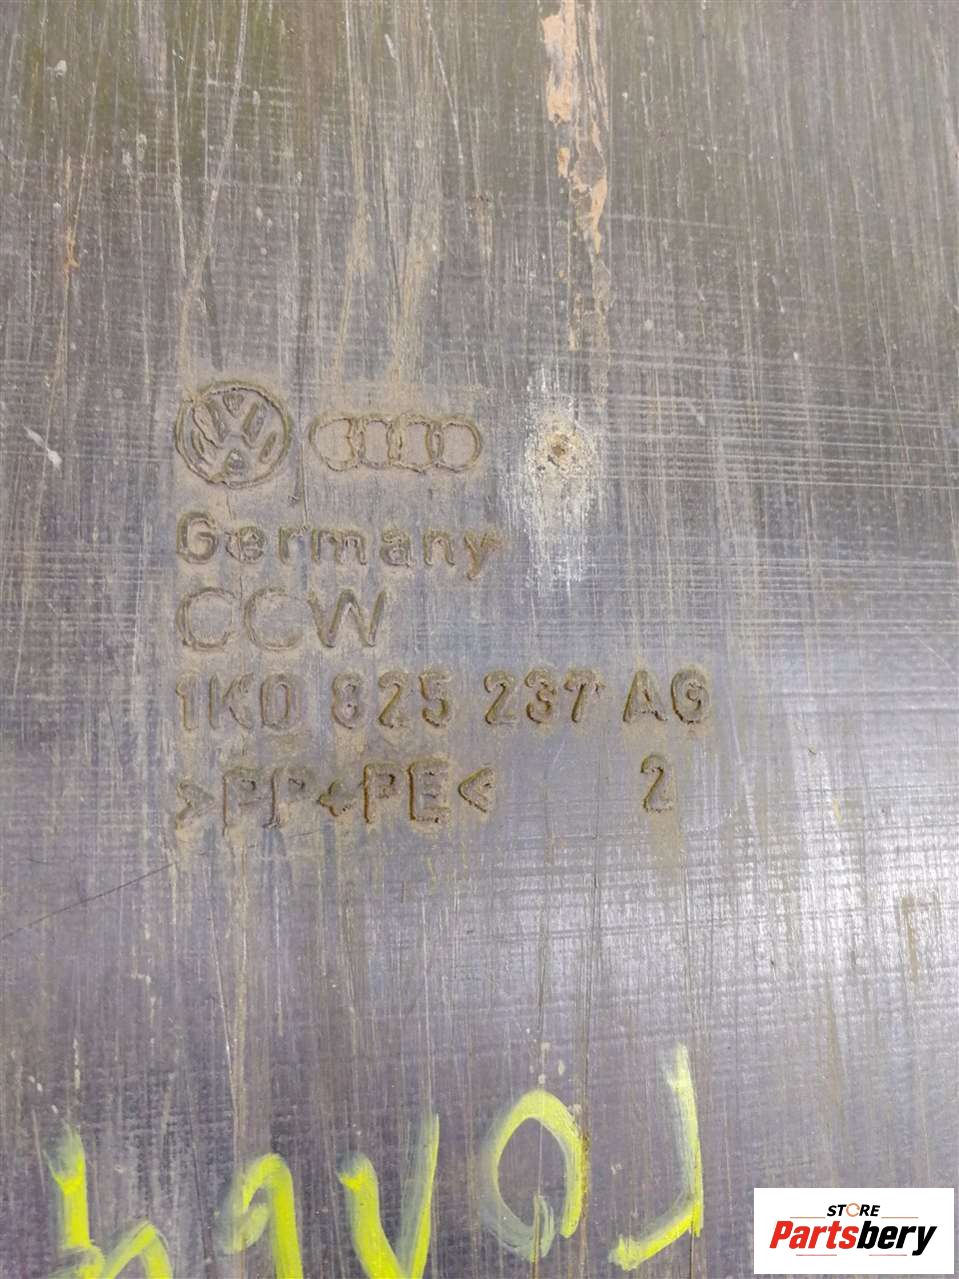 Germany
CCW
1K0 825 237 AG
>PP+PE< 2
STORE
Partsbery